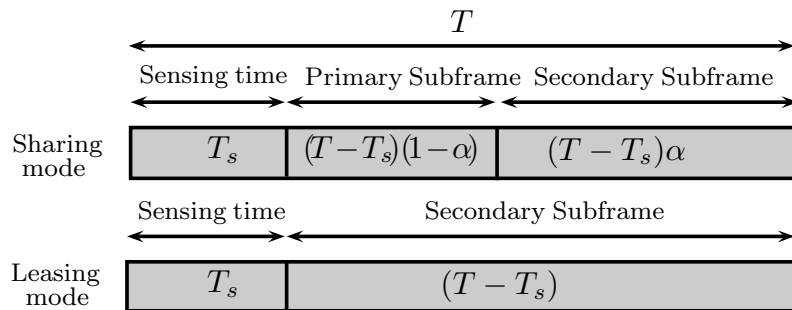 T
Sensing time Primary Subframe Secondary Subframe
Sharing mode T_s (T−T_s)(1−α) (T − T_s)α
Sensing time Secondary Subframe
Leasing mode T_s (T − T_s)